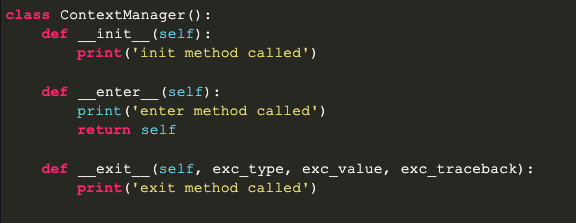 class ContextManager():
    def __init__(self):
        print('init method called')

    def __enter__(self):
        print('enter method called')
        return self

    def __exit__(self, exc_type, exc_value, exc_traceback):
        print('exit method called')